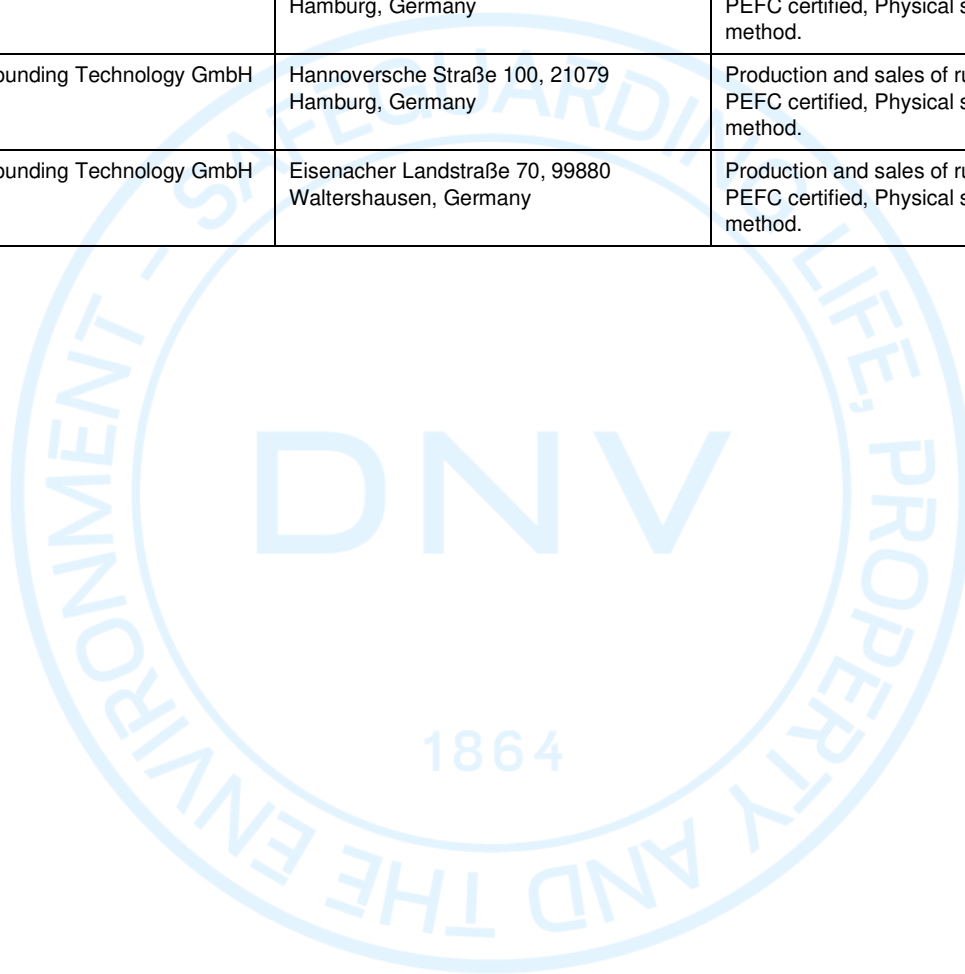 Hamburg, Germany
PEFC certified, Physical
method.
ounding Technology GmbH
Hannoversche Straße 100, 21079
Hamburg, Germany
Production and sales of
PEFC certified, Physical
method.
ounding Technology GmbH
Eisenacher Landstraße 70, 99880
Waltershausen, Germany
Production and sales of
PEFC certified, Physical
method.
SAFEGUARDING LIFE, PROPERTY AND THE ENVIRONMENT –
DNV
1864